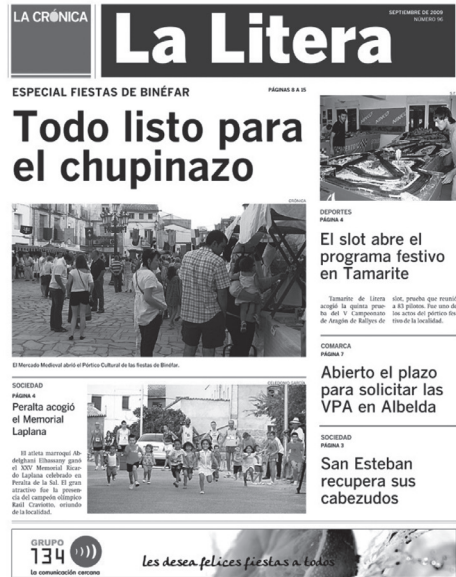 LA CRÓNICA
La Litera
SEPTIEMBRE DE 2009
NÚMERO 96
ESPECIAL FIESTAS DE BINÉFAR
PÁGINAS 8 A 15
Todo listo para
el chupinazo
CRÓNICA
El Mercado Medieval abrió el Pórtico Cultural de las fiestas de Binéfar.
DEPORTES
PÁGINA 4
El slot abre el
programa festivo
en Tamarite
Tamarite de Litera
acogió la quinta prue-
ba del V Campeonato
de Aragón de Rallyes de
slot, prueba que reunió
a 83 pilotos. Fue uno de
los actos del pórtico fes-
tivo de la localidad.
COMARCA
PÁGINA 7
Abierto el plazo
para solicitar las
VPA en Albelda
SOCIEDAD
PÁGINA 3
San Esteban
recupera sus
cabezudos
SOCIEDAD
PÁGINA 4
Peralta acogió
el Memorial
Laplana
El atleta marroquí Ab-
delghani Elhassany ganó
el XXV Memorial Ricar-
do Laplana celebrado en
Peralta de la Sal. El gran
atractivo fue la presen-
cia del campeón olímpico
Raúl Craviotto, oriundo
de la localidad.
GRUPO
134
La comunicación cercana
les desea felices fiestas a todos